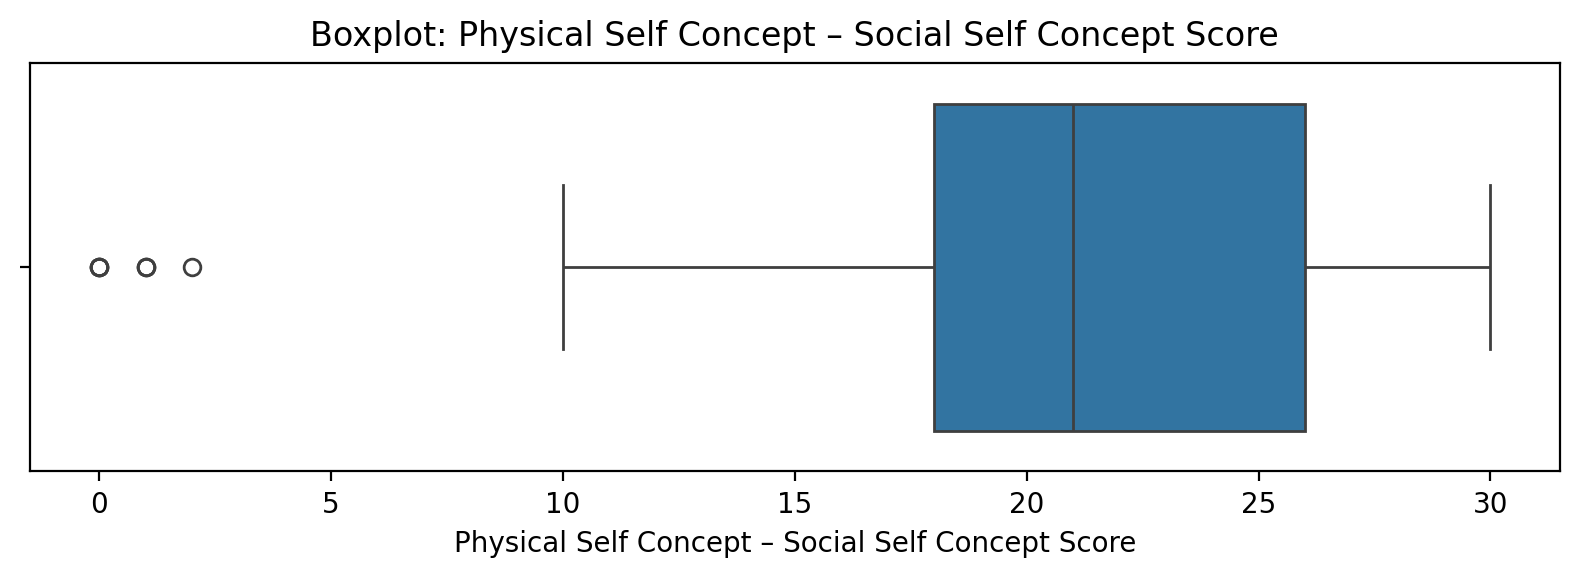 Boxplot: Physical Self Concept – Social Self Concept Score
0 5 10 15 20 25 30
Physical Self Concept – Social Self Concept Score